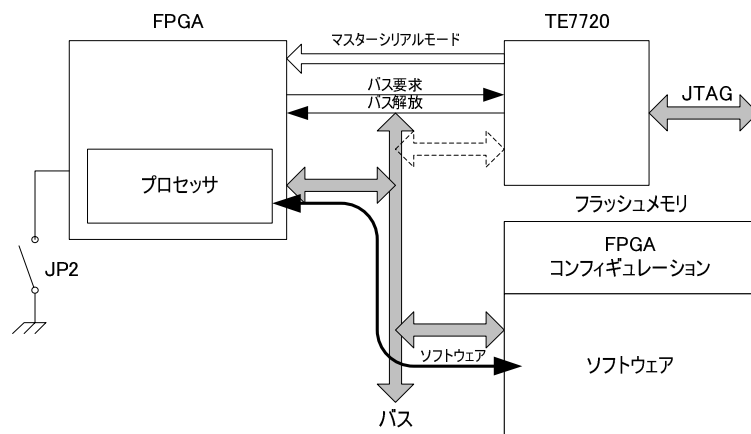 FPGA
TE7720
マスターシリアルモード
バス要求
バス解放
JTAG
プロセッサ
フラッシュメモリ
FPGA
コンフィギュレーション
JP2
ソフトウェア
ソフトウェア
バス